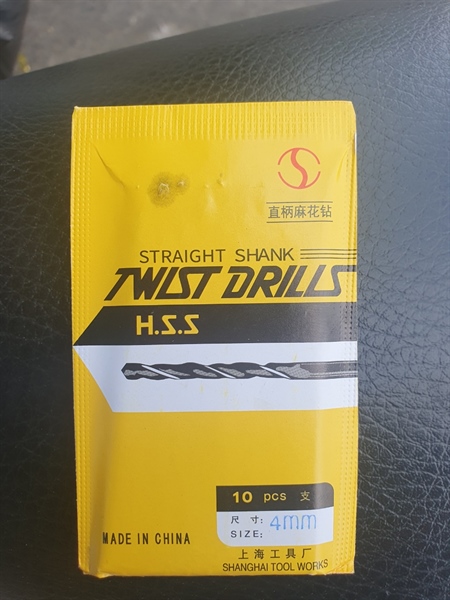 直柄麻花钻
STRAIGHT SHANK
TWIST DRILLS
H.S.S
10 pcs 支
尺寸: 4mm
SIZE:
MADE IN CHINA
上海工具厂
SHANGHAI TOOL WORKS